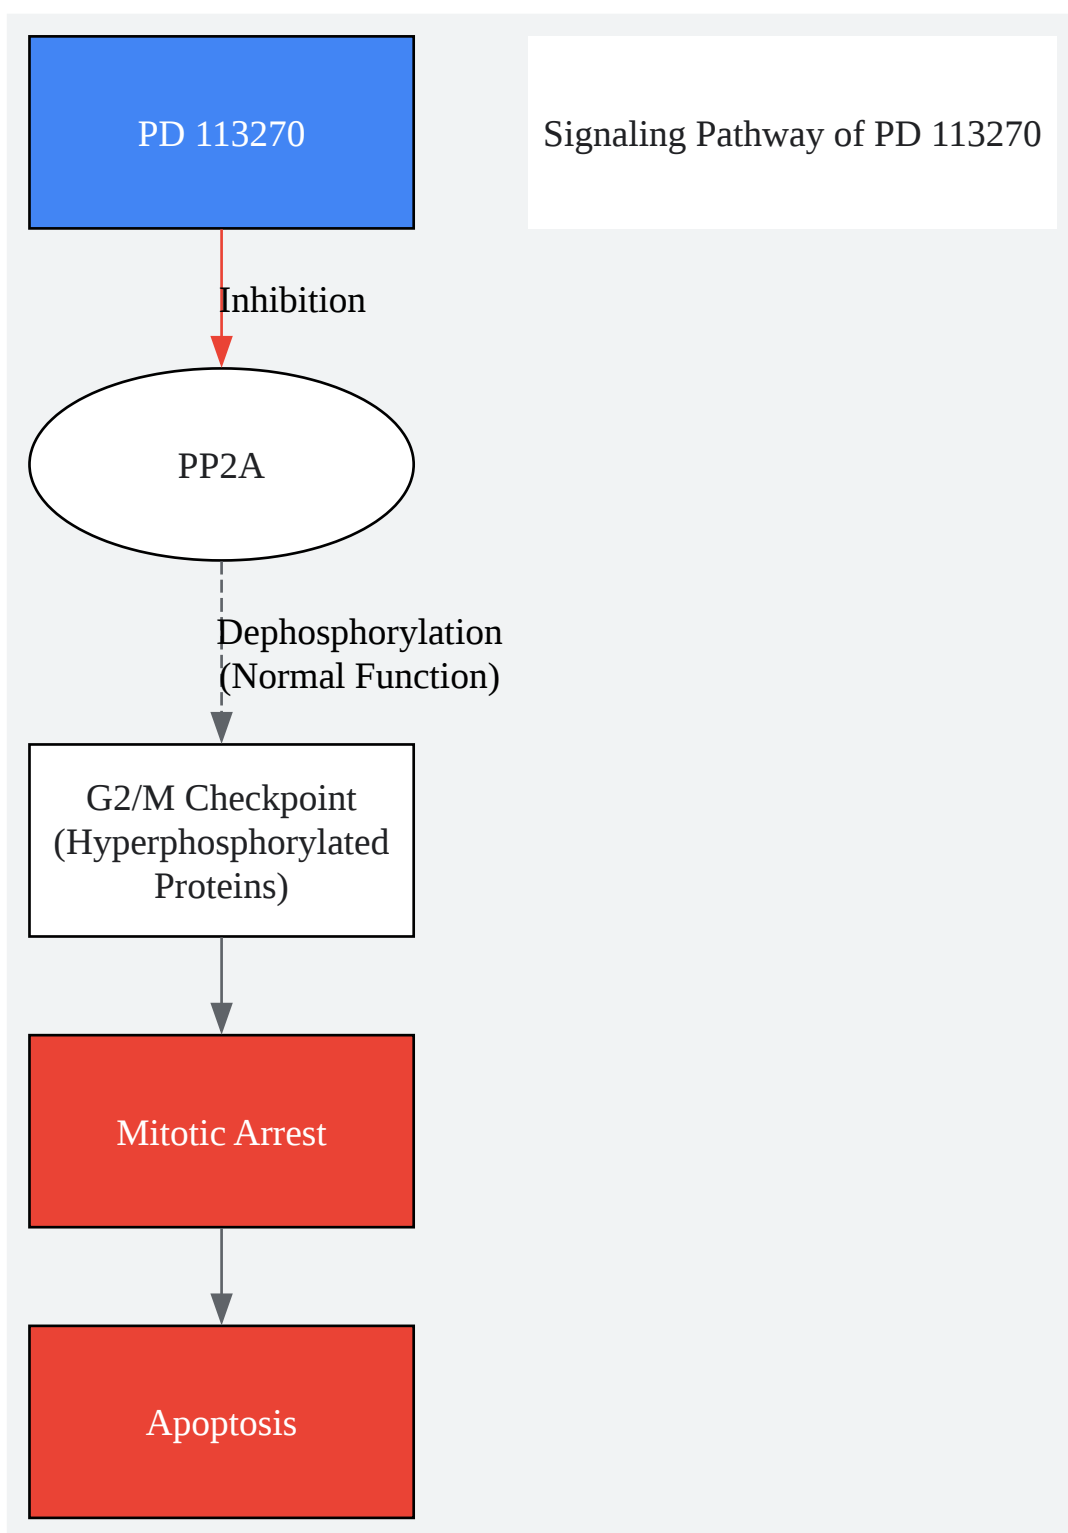 PD 113270
Signaling Pathway of PD 113270
Inhibition
PP2A
Dephosphorylation
(Normal Function)
G2/M Checkpoint
(Hyperphosphorylated
Proteins)
Mitotic Arrest
Apoptosis